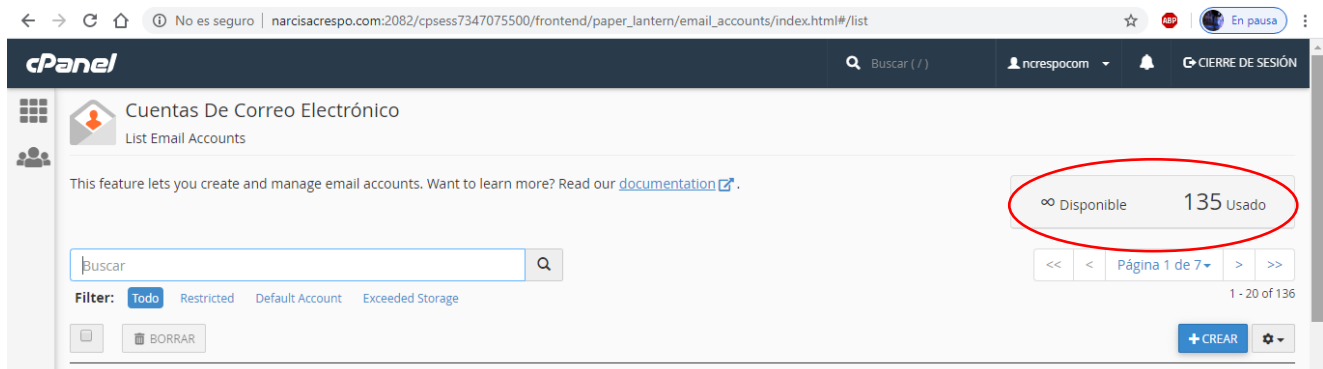 No es seguro | narcisacrespo.com:2082/cpsess7347075500/frontend/paper_lantern/email_accounts/index.html#/list ABP En pausa
cPanel Buscar ( / ) ncrespocom CIERRE DE SESIÓN
Cuentas De Correo Electrónico
List Email Accounts
This feature lets you create and manage email accounts. Want to learn more? Read our documentation .
∞ Disponible 135 Usado
Buscar << < Página 1 de 7 > >>
Filter: Todo Restricted Default Account Exceeded Storage 1 - 20 of 136
BORRAR +CREAR